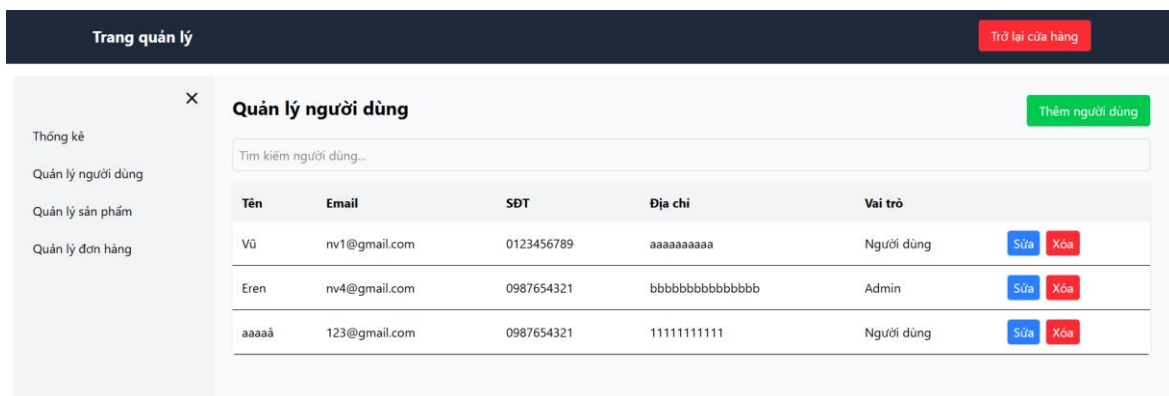 Trang quản lý
Trở lại cửa hàng
Thống kê
Quản lý người dùng
Quản lý sản phẩm
Quản lý đơn hàng
Quản lý người dùng
Thêm người dùng
Tìm kiếm người dùng...
Tên Email SĐT Địa chỉ Vai trò
Vũ nv1@gmail.com 0123456789 aaaaaaaaaa Người dùng Sửa Xóa
Eren nv4@gmail.com 0987654321 bbbbbbbbbbbbbbb Admin Sửa Xóa
aaaaâ 123@gmail.com 0987654321 11111111111 Người dùng Sửa Xóa